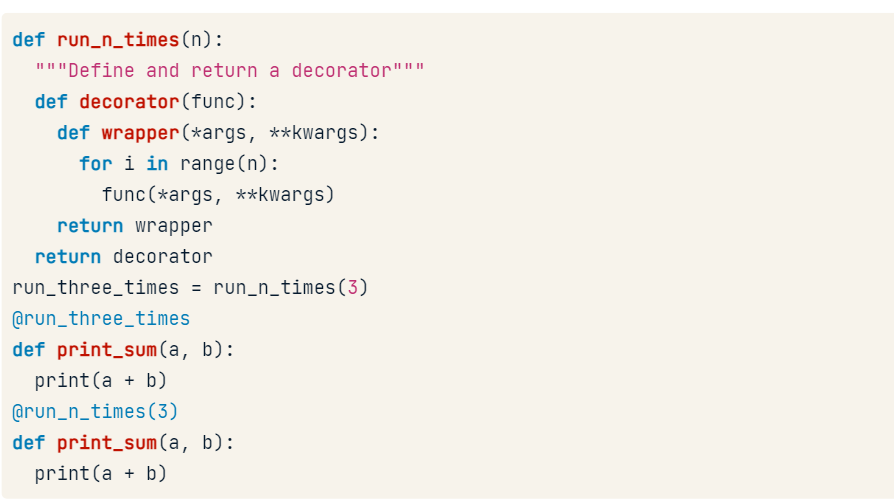 def run_n_times(n):
  """Define and return a decorator"""
  def decorator(func):
    def wrapper(*args, **kwargs):
      for i in range(n):
        func(*args, **kwargs)
    return wrapper
  return decorator
run_three_times = run_n_times(3)
@run_three_times
def print_sum(a, b):
  print(a + b)
@run_n_times(3)
def print_sum(a, b):
  print(a + b)